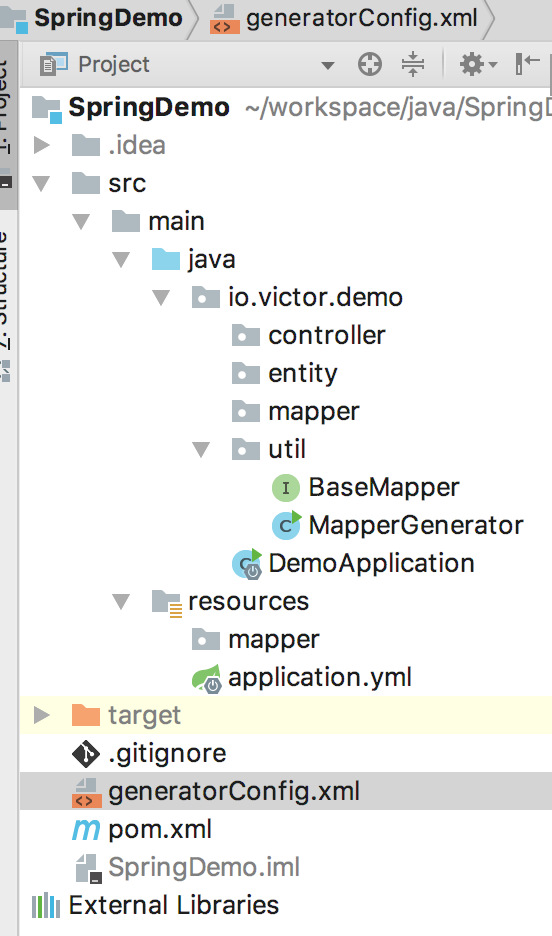 SpringDemo generatorConfig.xml
Project
1: Project
SpringDemo ~/workspace/java/SpringD
.idea
src
main
java
io.victor.demo
controller
entity
mapper
util
BaseMapper
MapperGenerator
DemoApplication
resources
mapper
application.yml
target
.gitignore
generatorConfig.xml
pom.xml
SpringDemo.iml
External Libraries
7: Structure